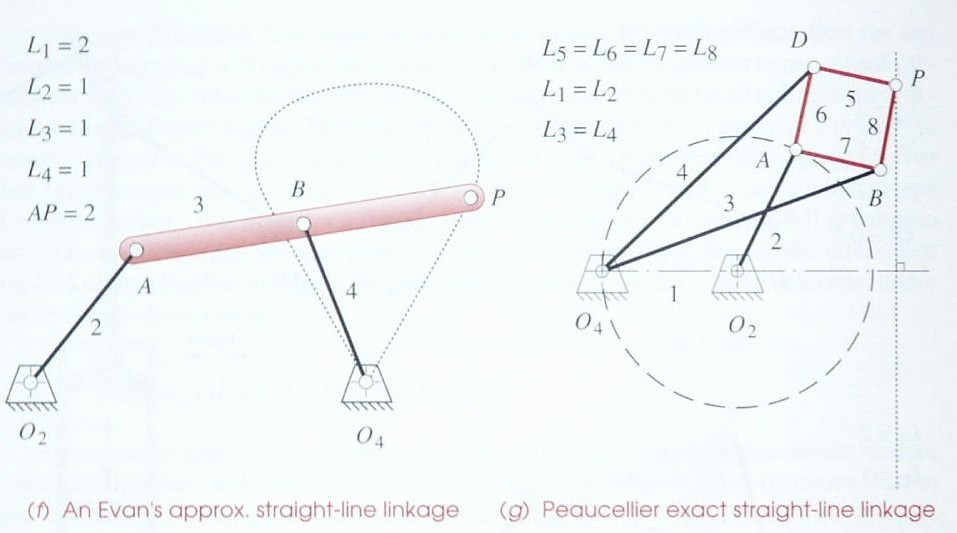 L1 = 2
L2 = 1
L3 = 1
L4 = 1
AP = 2
3
B
P
A
4
2
O2
O4
(f) An Evan's approx. straight-line linkage
L5 = L6 = L7 = L8
L1 = L2
L3 = L4
D
P
5
6
8
7
A
4
B
3
2
1
O4
O2
(g) Peaucellier exact straight-line linkage